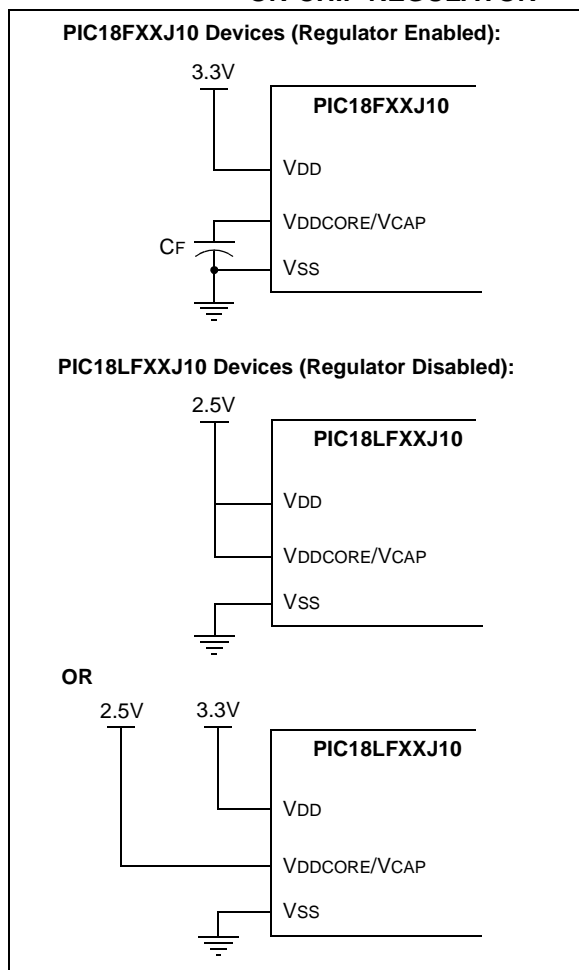 PIC18FXXJ10 Devices (Regulator Enabled):
3.3V
PIC18FXXJ10
VDD
VDDCORE/VCAP
CF
VSS
PIC18LFXXJ10 Devices (Regulator Disabled):
2.5V
PIC18LFXXJ10
VDD
VDDCORE/VCAP
VSS
OR
2.5V 3.3V
PIC18LFXXJ10
VDD
VDDCORE/VCAP
VSS